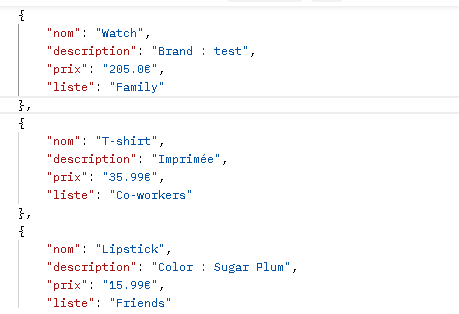 {
"nom": "Watch",
"description": "Brand : test",
"prix": "205.0€",
"liste": "Family"
},
{
"nom": "T-shirt",
"description": "Imprimée",
"prix": "35.99€",
"liste": "Co-workers"
},
{
"nom": "Lipstick",
"description": "Color : Sugar Plum",
"prix": "15.99€",
"liste": "Friends"